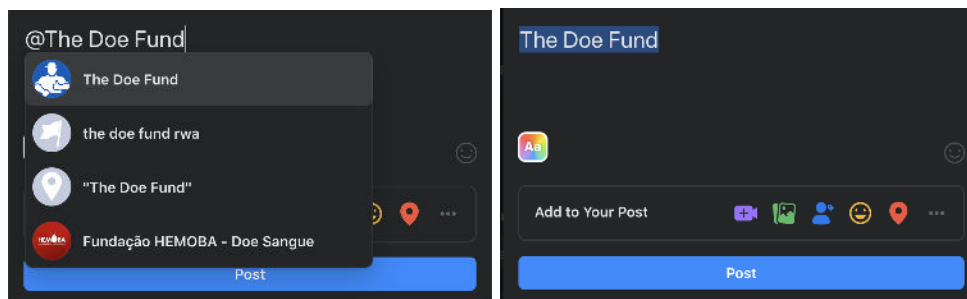 @The Doe Fund
The Doe Fund
the doe fund rwa
"The Doe Fund"
HEMOBA
Fundação HEMOBA - Doe Sangue
Post
The Doe Fund
Aa
Add to Your Post
Post